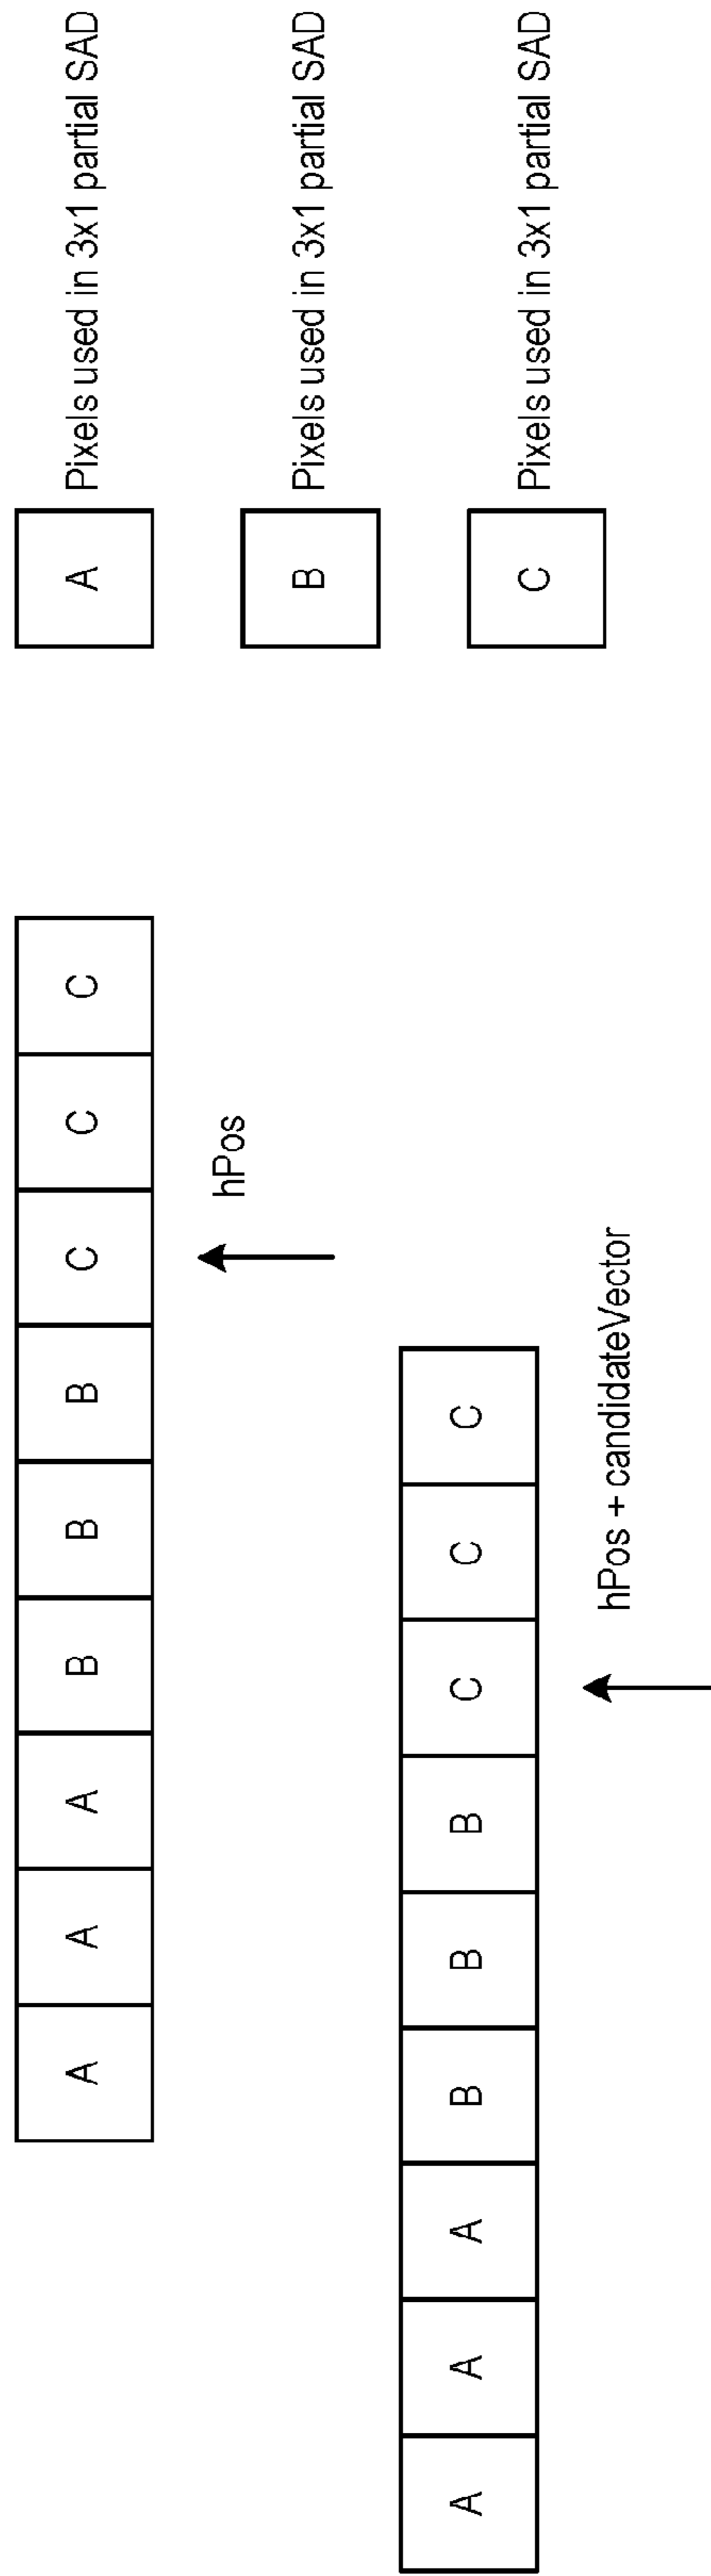 A A A B B B C C C
hPos
A A A B B B C C C
hPos + candidateVector
A Pixels used in 3x1 partial SAD
B Pixels used in 3x1 partial SAD
C Pixels used in 3x1 partial SAD